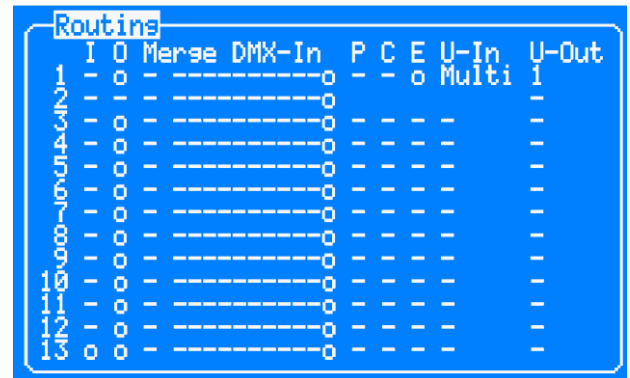 Routing
I O Merge DMX-In P C E U-In U-Out
1 - o - ----------o - - o Multi 1
2 - - - ----------o -
3 - o - ----------o - - - - -
4 - o - ----------o - - - - -
5 - o - ----------o - - - - -
6 - o - ----------o - - - - -
7 - o - ----------o - - - - -
8 - o - ----------o - - - - -
9 - o - ----------o - - - - -
10 - o - ----------o - - - - -
11 - o - ----------o - - - - -
12 - o - ----------o - - - - -
13 o o - ----------o - - - - -